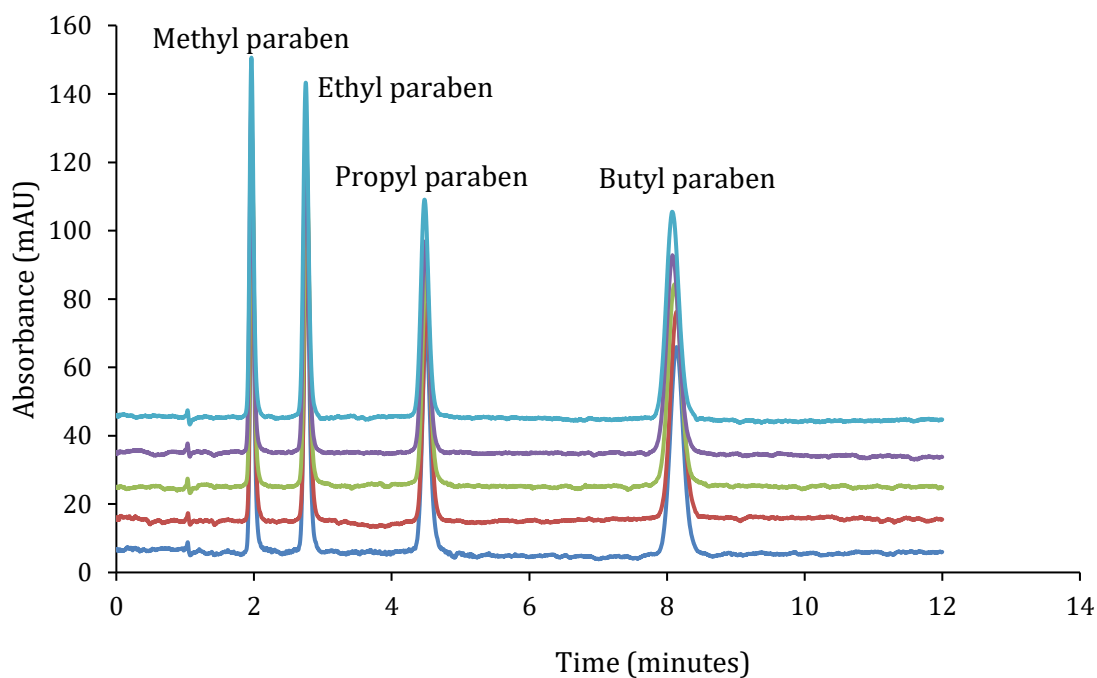 160
140
120
100
80
60
40
20
0
Absorbance (mAU)
Methyl paraben
Ethyl paraben
Propyl paraben
Butyl paraben
0 2 4 6 8 10 12 14
Time (minutes)